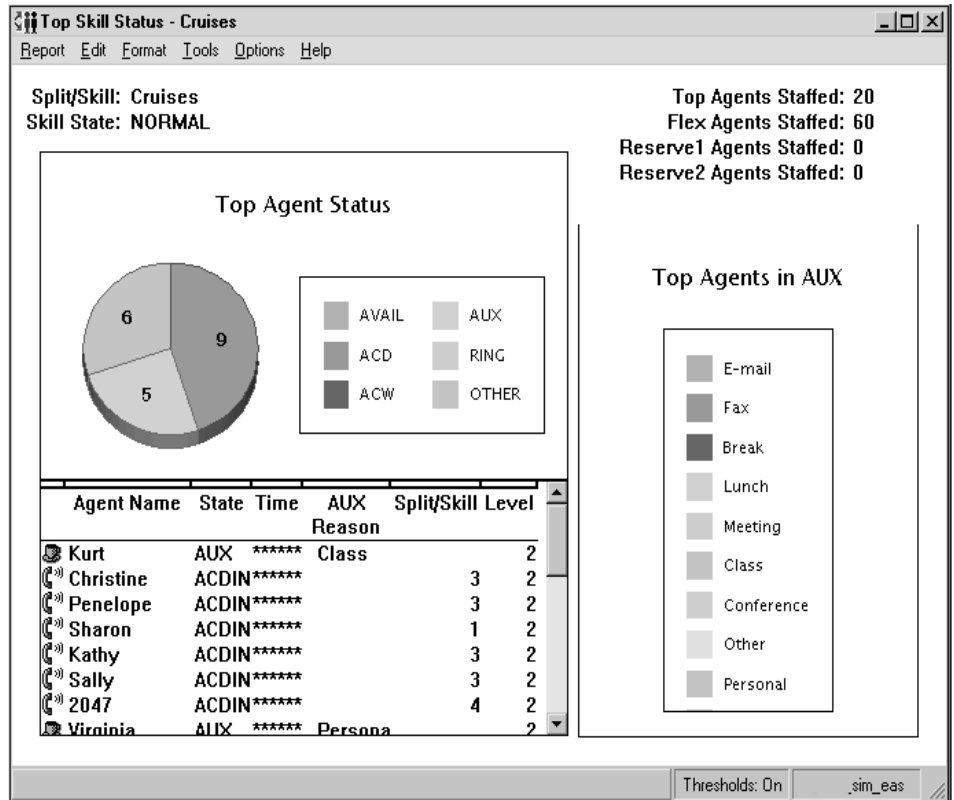 Top Skill Status - Cruises
Report Edit Format Tools Options Help
Split/Skill: Cruises
Skill State: NORMAL
Top Agents Staffed: 20
Flex Agents Staffed: 60
Reserve1 Agents Staffed: 0
Reserve2 Agents Staffed: 0
Top Agent Status
6
9
5
AVAIL AUX
ACD RING
ACW OTHER
Agent Name State Time AUX Reason Split/Skill Level
Kurt AUX ****** Class 2
Christine ACDIN ****** 3 2
Penelope ACDIN ****** 3 2
Sharon ACDIN ****** 1 2
Kathy ACDIN ****** 3 2
Sally ACDIN ****** 3 2
2047 ACDIN ****** 4 2
Virginia AUX ****** Persona 2
Top Agents in AUX
E-mail
Fax
Break
Lunch
Meeting
Class
Conference
Other
Personal
Thresholds: On _sim_eas